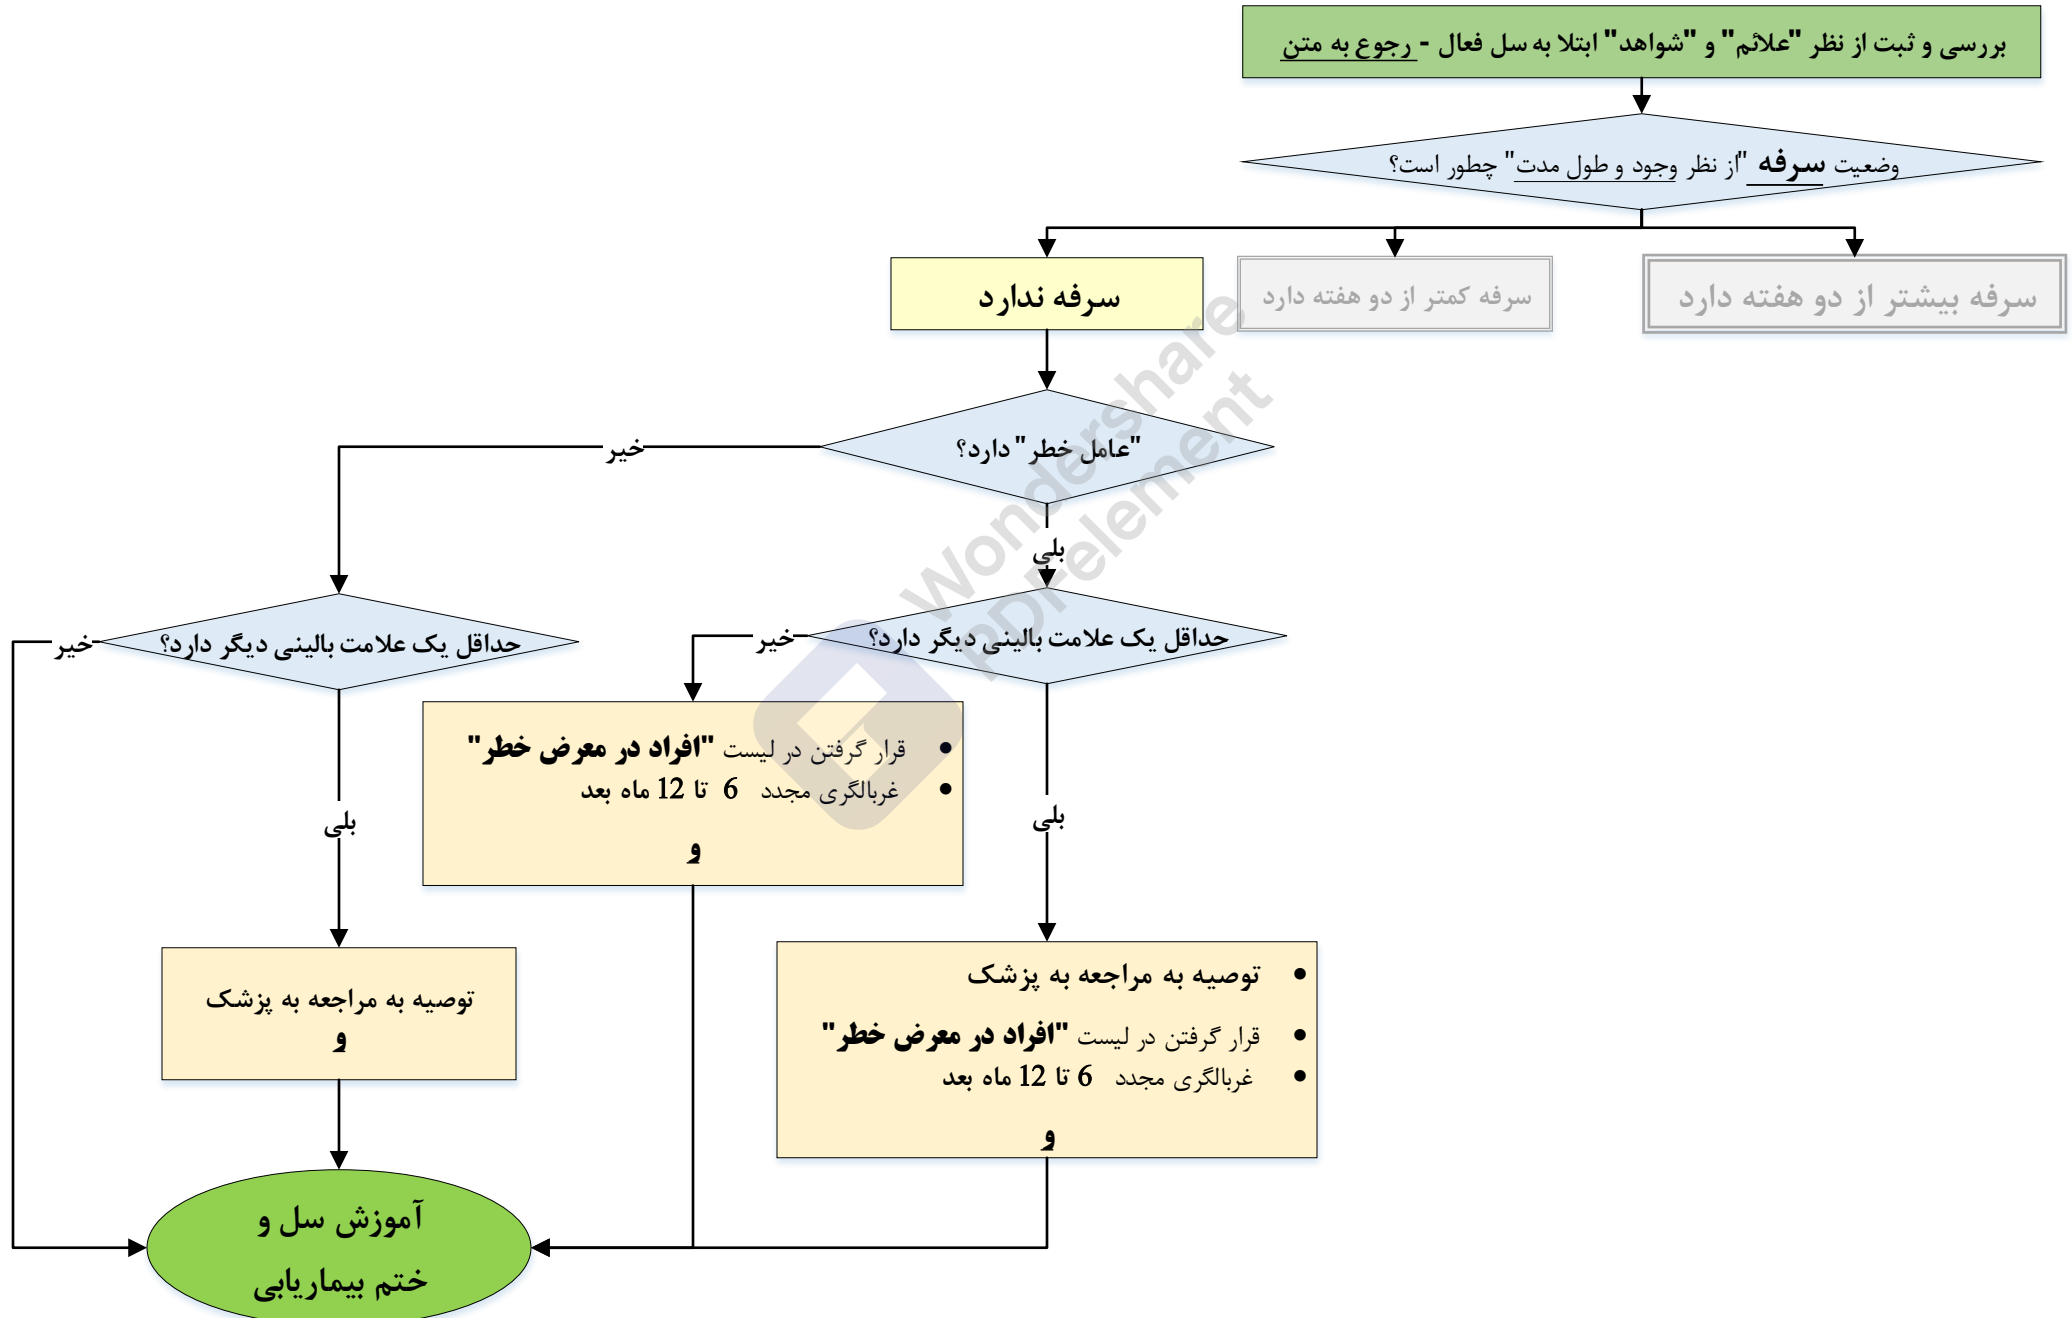 بررسی و ثبت از نظر "علائم" و "شواهد" ابتلا به سل فعال - رجوع به متن
وضعیت سرفه "از نظر وجود و طول مدت" چطور است؟
سرفه بیشتر از دو هفته دارد
سرفه کمتر از دو هفته دارد
سرفه ندارد
"عامل خطر" دارد؟
خیر
بلی
حداقل یک علامت بالینی دیگر دارد؟
خیر
حداقل یک علامت بالینی دیگر دارد؟
خیر
• قرار گرفتن در لیست "افراد در معرض خطر"
• غربالگری مجدد 6 تا 12 ماه بعد
و
بلی
بلی
• توصیه به مراجعه به پزشک
• قرار گرفتن در لیست "افراد در معرض خطر"
• غربالگری مجدد 6 تا 12 ماه بعد
و
توصیه به مراجعه به پزشک
و
آموزش سل و
ختم بیماریابی
Wondershare
PDFelement